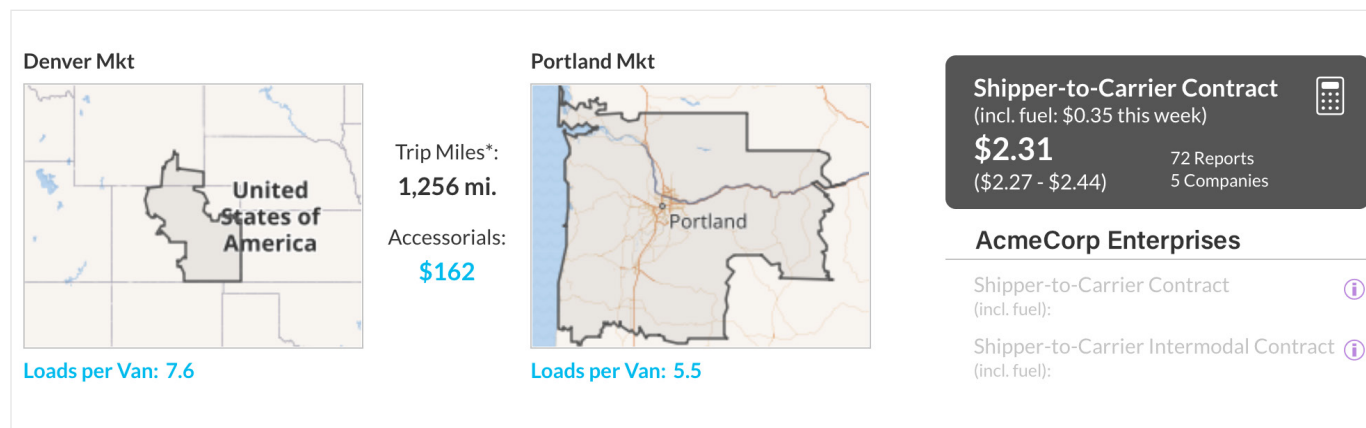 Denver Mkt
United
States of
America
Loads per Van: 7.6
Trip Miles*:
1,256 mi.
Accessorials:
$162
Portland Mkt
Portland
Loads per Van: 5.5
Shipper-to-Carrier Contract
(incl. fuel: $0.35 this week)
$2.31
($2.27 - $2.44)
72 Reports
5 Companies
AcmeCorp Enterprises
Shipper-to-Carrier Contract
(incl. fuel):
Shipper-to-Carrier Intermodal Contract
(incl. fuel):